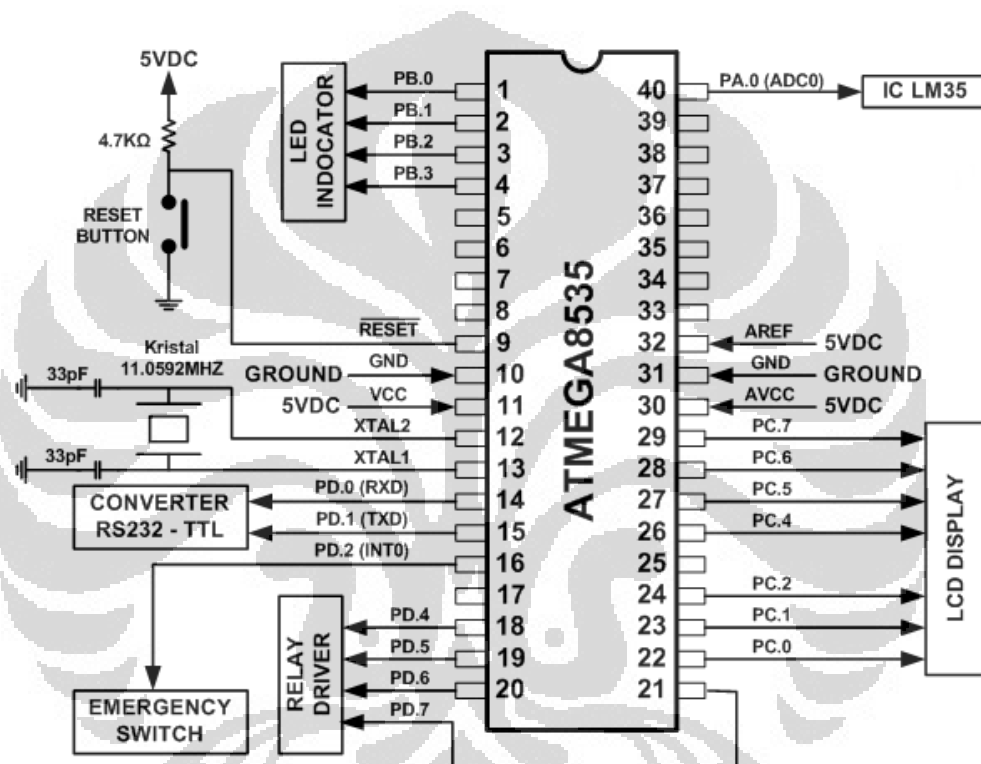 5VDC
4.7KΩ
RESET
BUTTON
LED
INDOCATOR
PB.0
PB.1
PB.2
PB.3
RESET
Kristal
11.0592MHZ
33pF
33pF
GROUND
GND
5VDC
VCC
XTAL2
XTAL1
CONVERTER
RS232 - TTL
PD.0 (RXD)
PD.1 (TXD)
PD.2 (INT0)
EMERGENCY
SWITCH
RELAY
DRIVER
PD.4
PD.5
PD.6
PD.7
1
2
3
4
5
6
7
8
9
10
11
12
13
14
15
16
17
18
19
20
ATMEGA8535
40
39
38
37
36
35
34
33
32
31
30
29
28
27
26
25
24
23
22
21
PA.0 (ADC0)
IC LM35
AREF
5VDC
GND
GROUND
AVCC
5VDC
PC.7
PC.6
PC.5
PC.4
PC.2
PC.1
PC.0
LCD DISPLAY